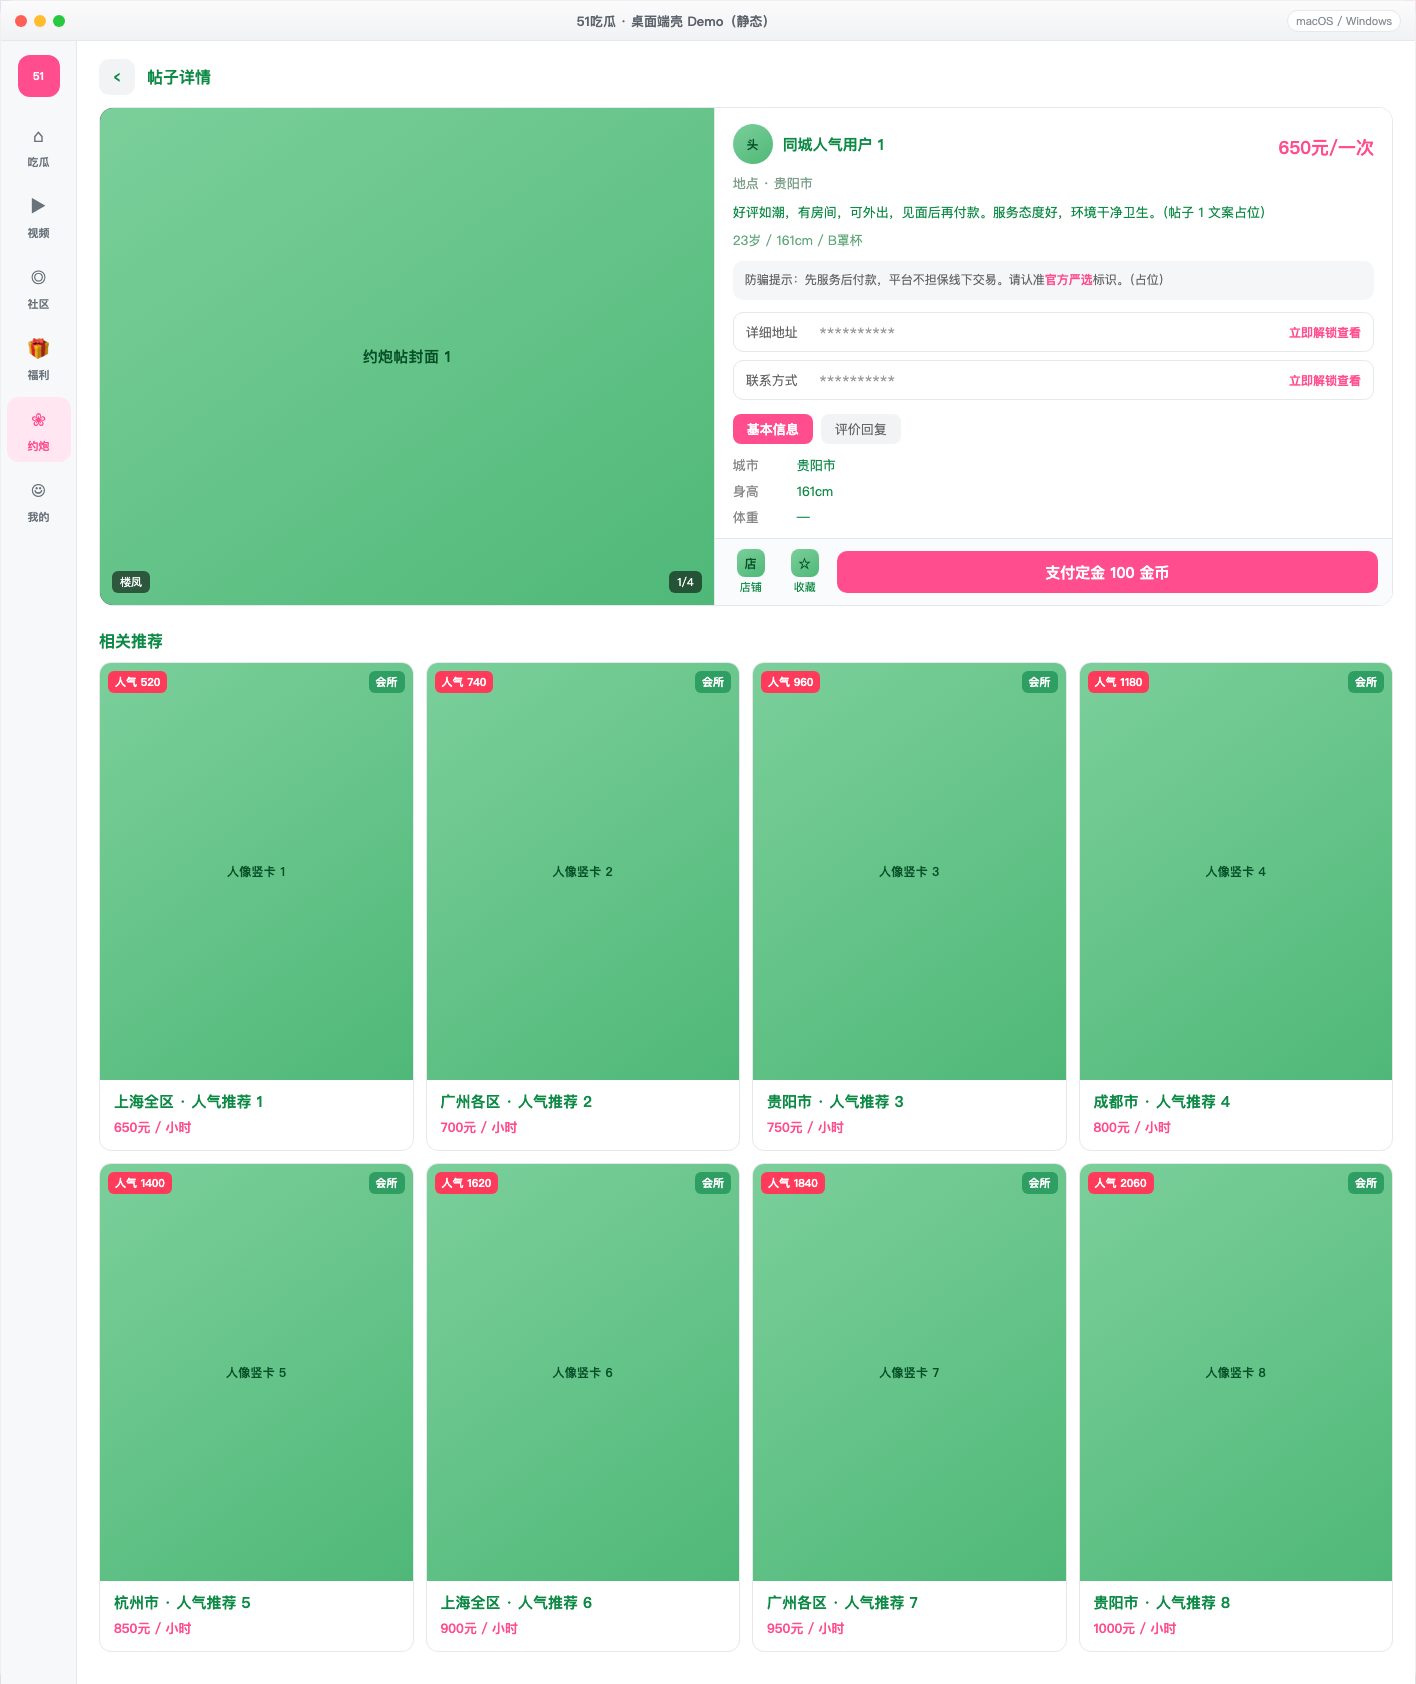 51吃瓜 · 桌面端壳 Demo（静态）
macOS / Windows
51
吃瓜
视频
社区
福利
约炮
我的
帖子详情
约炮帖封面 1
楼凤
1/4
头
同城人气用户 1
650元/一次
地点 · 贵阳市
好评如潮，有房间，可外出，见面后再付款。服务态度好，环境干净卫生。（帖子 1 文案占位）
23岁 / 161cm / B罩杯
防骗提示：先服务后付款，平台不担保线下交易。请认准官方严选标识。（占位）
详细地址 ********** 立即解锁查看
联系方式 ********** 立即解锁查看
基本信息 评价回复
城市 贵阳市
身高 161cm
体重 —
店
店铺
☆
收藏
支付定金 100 金币
相关推荐
人气 520
会所
人像竖卡 1
上海全区 · 人气推荐 1
650元 / 小时
人气 740
会所
人像竖卡 2
广州各区 · 人气推荐 2
700元 / 小时
人气 960
会所
人像竖卡 3
贵阳市 · 人气推荐 3
750元 / 小时
人气 1180
会所
人像竖卡 4
成都市 · 人气推荐 4
800元 / 小时
人气 1400
会所
人像竖卡 5
杭州市 · 人气推荐 5
850元 / 小时
人气 1620
会所
人像竖卡 6
上海全区 · 人气推荐 6
900元 / 小时
人气 1840
会所
人像竖卡 7
广州各区 · 人气推荐 7
950元 / 小时
人气 2060
会所
人像竖卡 8
贵阳市 · 人气推荐 8
1000元 / 小时